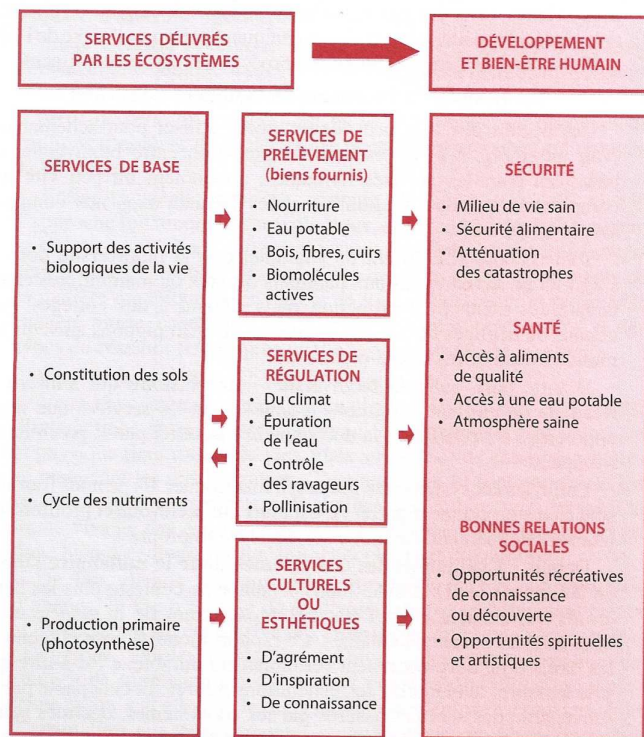 SERVICES DÉLIVRÉS
PAR LES ÉCOSYSTÈMES
DÉVELOPPEMENT
ET BIEN-ÊTRE HUMAIN
SERVICES DE BASE
• Support des activités
biologiques de la vie
• Constitution des sols
• Cycle des nutriments
• Production primaire
(photosynthèse)
SERVICES DE
PRÉLÈVEMENT
(biens fournis)
• Nourriture
• Eau potable
• Bois, fibres, cuirs
• Biomolécules
actives
SERVICES DE
RÉGULATION
• Du climat
• Épuration
de l'eau
• Contrôle
des ravageurs
• Pollinisation
SERVICES
CULTURELS
OU
ESTHÉTIQUES
• D'agrément
• D'inspiration
• De connaissance
SÉCURITÉ
• Milieu de vie sain
• Sécurité alimentaire
• Atténuation
des catastrophes
SANTÉ
• Accès à aliments
de qualité
• Accès à une eau potable
• Atmosphère saine
BONNES RELATIONS
SOCIALES
• Opportunités récréatives
de connaissance
ou découverte
• Opportunités spirituelles
et artistiques